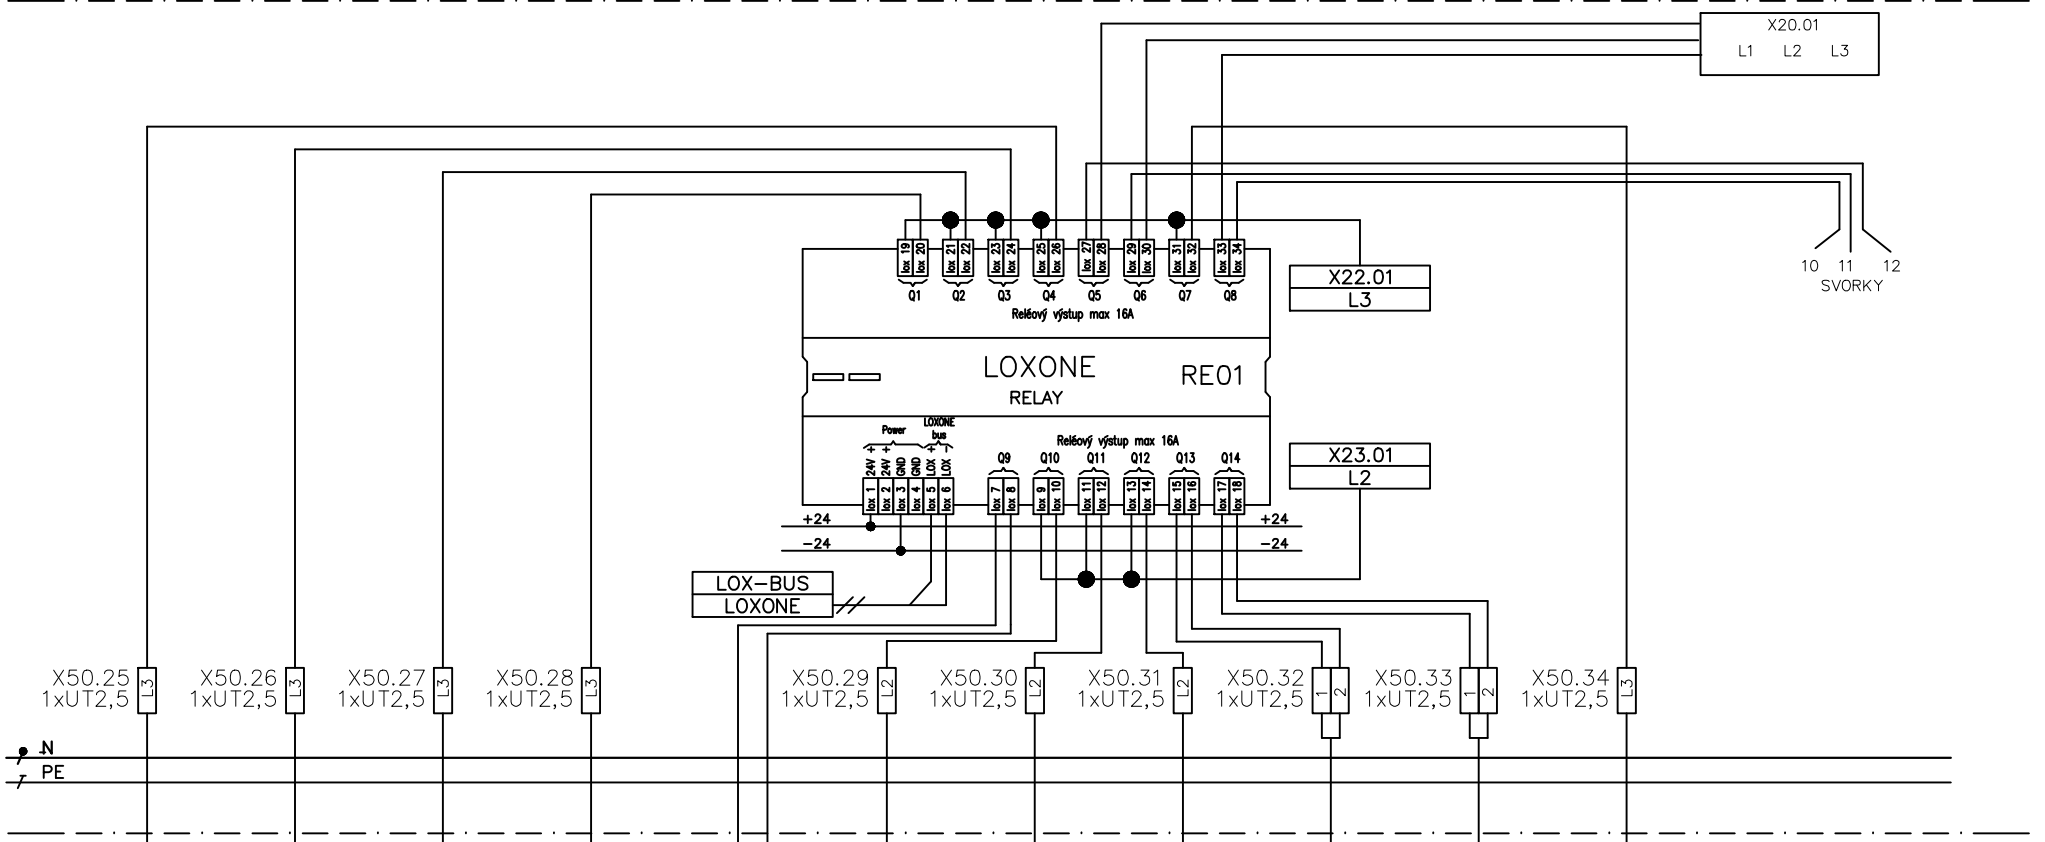 X20.01
L1 L2 L3
lox 19 lox 20 lox 21 lox 22 lox 23 lox 24 lox 25 lox 26 lox 27 lox 28 lox 29 lox 30 lox 31 lox 32 lox 33 lox 34
10 11 12
SVORKY
Q1 Q2 Q3 Q4 Q5 Q6 Q7 Q8
Reléový výstup max 16A
X22.01
L3
LOXONE
RELAY
RE01
Power
LOXONE
bus
Reléový výstup max 16A
24V + 24V + GND GND LOX + LOX -
Q9 Q10 Q11 Q12 Q13 Q14
X23.01
L2
lox 1 lox 2 lox 3 lox 4 lox 5 lox 6 lox 7 lox 8 lox 9 lox 10 lox 11 lox 12 lox 13 lox 14 lox 15 lox 16 lox 17 lox 18
+24 +24
-24 -24
LOX-BUS
LOXONE
X50.25
1xUT2,5
L3
X50.26
1xUT2,5
L3
X50.27
1xUT2,5
L3
X50.28
1xUT2,5
L3
X50.29
1xUT2,5
L2
X50.30
1xUT2,5
L2
X50.31
1xUT2,5
L2
X50.32
1xUT2,5
1 2
X50.33
1xUT2,5
1 2
X50.34
1xUT2,5
L3
N
PE